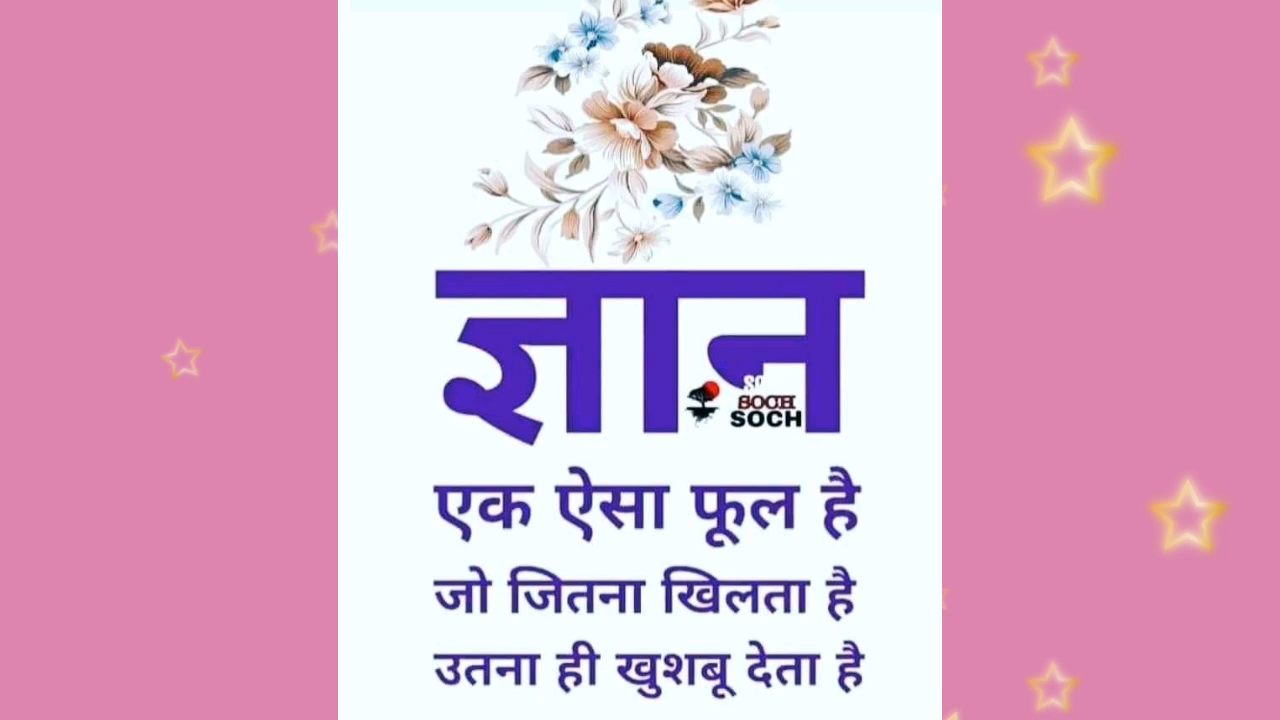 ज्ञान
SOCH
SOCH
एक ऐसा फूल है
जो जितना खिलता है
उतना ही खुशबू देता है